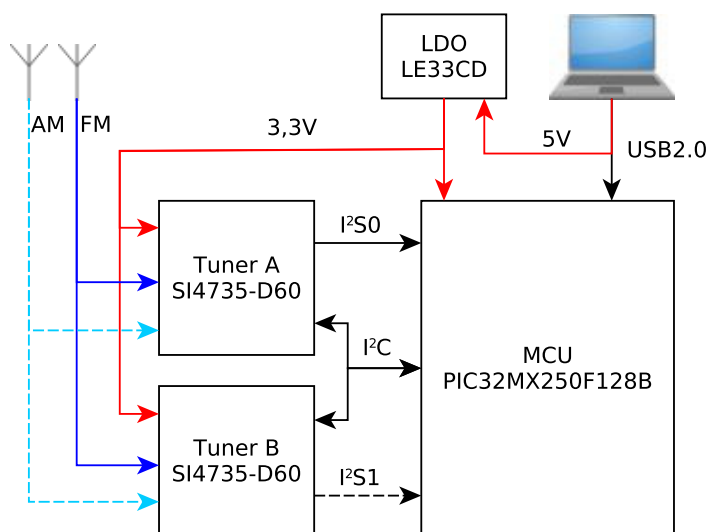 LDO
LE33CD
AM
FM
3,3V
5V
USB2.0
Tuner A
SI4735-D60
I²S0
I²C
MCU
PIC32MX250F128B
Tuner B
SI4735-D60
I²S1